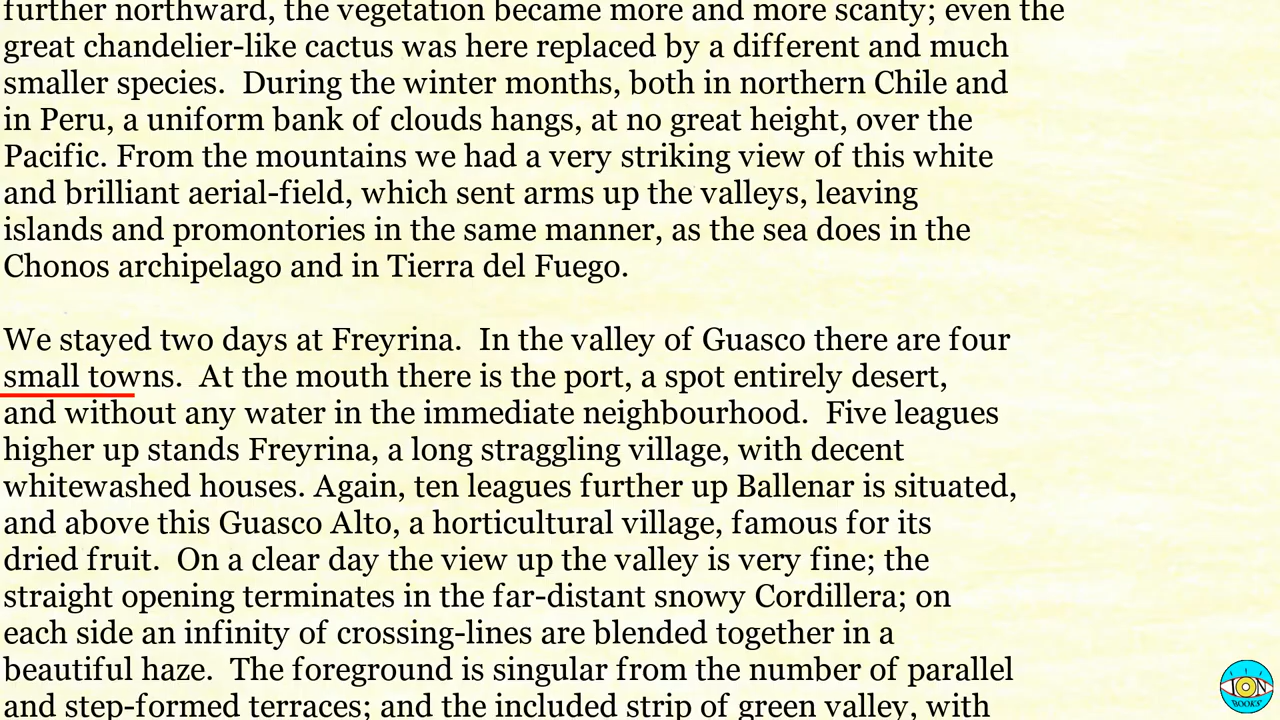 further northward, the vegetation became more and more scanty; even the
great chandelier-like cactus was here replaced by a different and much
smaller species.  During the winter months, both in northern Chile and
in Peru, a uniform bank of clouds hangs, at no great height, over the
Pacific. From the mountains we had a very striking view of this white
and brilliant aerial-field, which sent arms up the valleys, leaving
islands and promontories in the same manner, as the sea does in the
Chonos archipelago and in Tierra del Fuego.

We stayed two days at Freyrina.  In the valley of Guasco there are four
small towns.  At the mouth there is the port, a spot entirely desert,
and without any water in the immediate neighbourhood.  Five leagues
higher up stands Freyrina, a long straggling village, with decent
whitewashed houses. Again, ten leagues further up Ballenar is situated,
and above this Guasco Alto, a horticultural village, famous for its
dried fruit.  On a clear day the view up the valley is very fine; the
straight opening terminates in the far-distant snowy Cordillera; on
each side an infinity of crossing-lines are blended together in a
beautiful haze.  The foreground is singular from the number of parallel
and step-formed terraces; and the included strip of green valley, with
ION
BOOKS